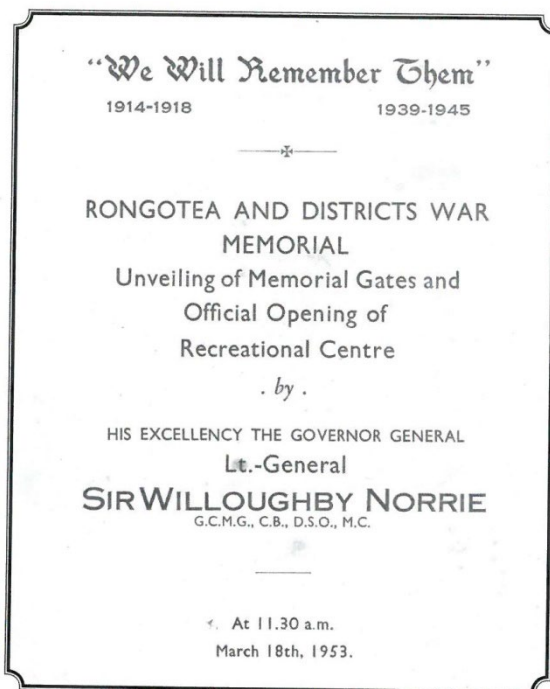 "We Will Remember Them"
1914-1918 1939-1945
RONGOTEA AND DISTRICTS WAR
MEMORIAL
Unveiling of Memorial Gates and
Official Opening of
Recreational Centre
. by .
HIS EXCELLENCY THE GOVERNOR GENERAL
Lt.-General
SIR WILLOUGHBY NORRIE
G.C.M.G., C.B., D.S.O., M.C.
At 11.30 a.m.
March 18th, 1953.